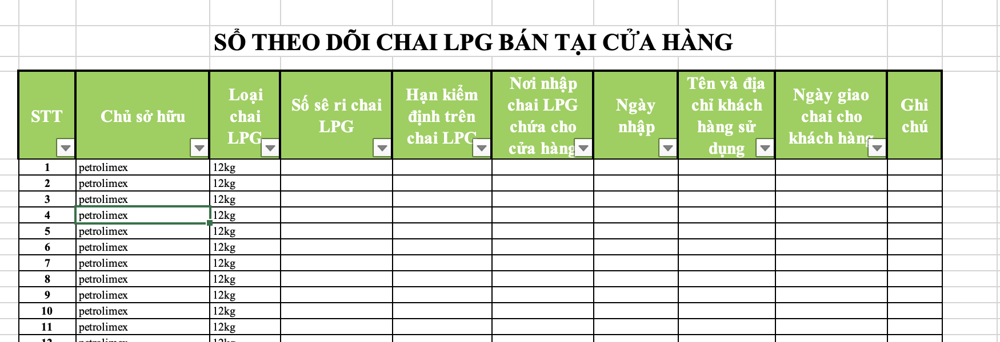 SỔ THEO DÕI CHAI LPG BÁN TẠI CỬA HÀNG
STT
Chủ sở hữu
Loại
chai
LPG
Số sê ri chai
LPG
Hạn kiểm
định trên
chai LPG
Nơi nhập
chai LPG
chứa cho
cửa hàng
Ngày
nhập
Tên và địa
chỉ khách
hàng sử
dụng
Ngày giao
chai cho
khách hàng
Ghi
chú
1 petrolimex 12kg
2 petrolimex 12kg
3 petrolimex 12kg
4 petrolimex 12kg
5 petrolimex 12kg
6 petrolimex 12kg
7 petrolimex 12kg
8 petrolimex 12kg
9 petrolimex 12kg
10 petrolimex 12kg
11 petrolimex 12kg
12 petrolimex 12kg